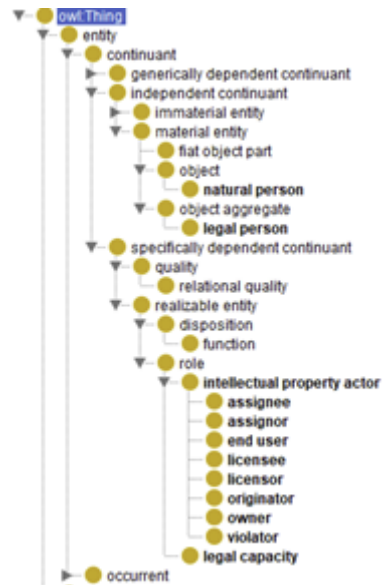 owl:Thing
entity
continuant
generically dependent continuant
independent continuant
immaterial entity
material entity
fiat object part
object
natural person
object aggregate
legal person
specifically dependent continuant
quality
relational quality
realizable entity
disposition
function
role
intellectual property actor
assignee
assignor
end user
licensee
licensor
originator
owner
violator
legal capacity
occurrent